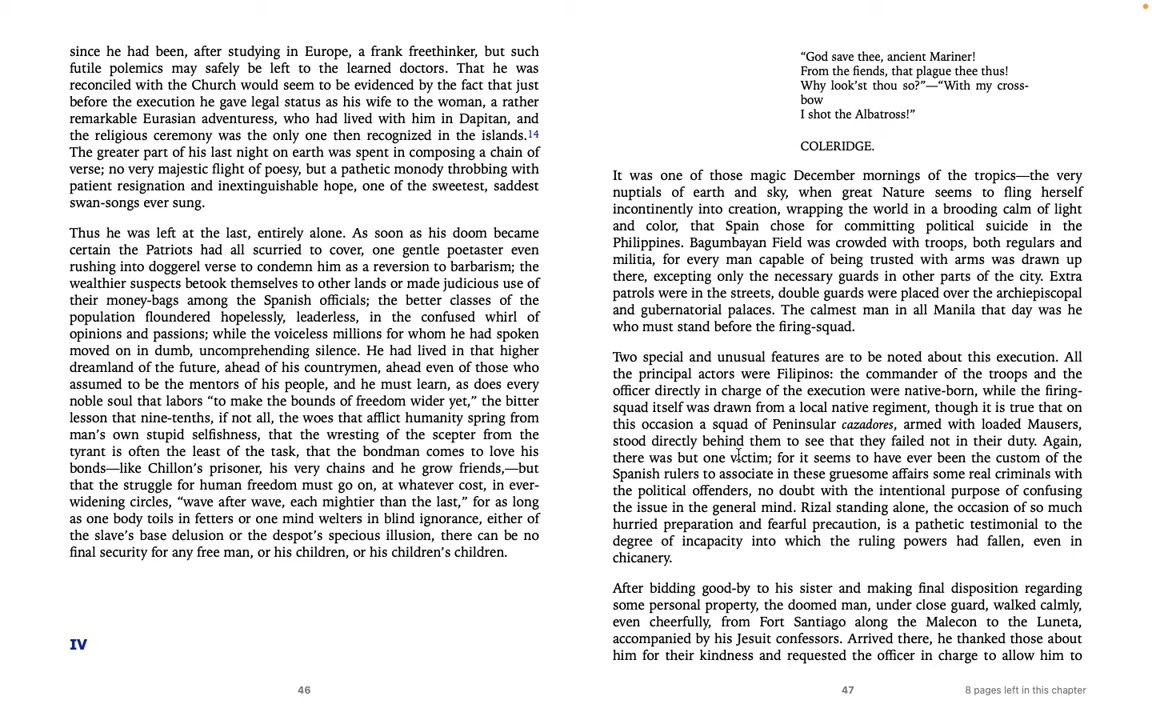 since he had been, after studying in Europe, a frank freethinker, but such
futile polemics may safely be left to the learned doctors. That he was
reconciled with the Church would seem to be evidenced by the fact that just
before the execution he gave legal status as his wife to the woman, a rather
remarkable Eurasian adventuress, who had lived with him in Dapitan, and
the religious ceremony was the only one then recognized in the islands.14
The greater part of his last night on earth was spent in composing a chain of
verse; no very majestic flight of poesy, but a pathetic monody throbbing with
patient resignation and inextinguishable hope, one of the sweetest, saddest
swan-songs ever sung.
Thus he was left at the last, entirely alone. As soon as his doom became
certain the Patriots had all scurried to cover, one gentle poetaster even
rushing into doggerel verse to condemn him as a reversion to barbarism; the
wealthier suspects betook themselves to other lands or made judicious use of
their money-bags among the Spanish officials; the better classes of the
population floundered hopelessly, leaderless, in the confused whirl of
opinions and passions; while the voiceless millions for whom he had spoken
moved on in dumb, uncomprehending silence. He had lived in that higher
dreamland of the future, ahead of his countrymen, ahead even of those who
assumed to be the mentors of his people, and he must learn, as does every
noble soul that labors “to make the bounds of freedom wider yet,” the bitter
lesson that nine-tenths, if not all, the woes that afflict humanity spring from
man’s own stupid selfishness, that the wresting of the scepter from the
tyrant is often the least of the task, that the bondman comes to love his
bonds—like Chillon’s prisoner, his very chains and he grow friends,—but
that the struggle for human freedom must go on, at whatever cost, in ever-
widening circles, “wave after wave, each mightier than the last,” for as long
as one body toils in fetters or one mind welters in blind ignorance, either of
the slave’s base delusion or the despot’s specious illusion, there can be no
final security for any free man, or his children, or his children’s children.
IV
46
“God save thee, ancient Mariner!
From the fiends, that plague thee thus!
Why look’st thou so?”—“With my cross-
bow
I shot the Albatross!”
COLERIDGE.
It was one of those magic December mornings of the tropics—the very
nuptials of earth and sky, when great Nature seems to fling herself
incontinently into creation, wrapping the world in a brooding calm of light
and color, that Spain chose for committing political suicide in the
Philippines. Bagumbayan Field was crowded with troops, both regulars and
militia, for every man capable of being trusted with arms was drawn up
there, excepting only the necessary guards in other parts of the city. Extra
patrols were in the streets, double guards were placed over the archiepiscopal
and gubernatorial palaces. The calmest man in all Manila that day was he
who must stand before the firing-squad.
Two special and unusual features are to be noted about this execution. All
the principal actors were Filipinos: the commander of the troops and the
officer directly in charge of the execution were native-born, while the firing-
squad itself was drawn from a local native regiment, though it is true that on
this occasion a squad of Peninsular cazadores, armed with loaded Mausers,
stood directly behind them to see that they failed not in their duty. Again,
there was but one victim; for it seems to have ever been the custom of the
Spanish rulers to associate in these gruesome affairs some real criminals with
the political offenders, no doubt with the intentional purpose of confusing
the issue in the general mind. Rizal standing alone, the occasion of so much
hurried preparation and fearful precaution, is a pathetic testimonial to the
degree of incapacity into which the ruling powers had fallen, even in
chicanery.
After bidding good-by to his sister and making final disposition regarding
some personal property, the doomed man, under close guard, walked calmly,
even cheerfully, from Fort Santiago along the Malecon to the Luneta,
accompanied by his Jesuit confessors. Arrived there, he thanked those about
him for their kindness and requested the officer in charge to allow him to
47
8 pages left in this chapter